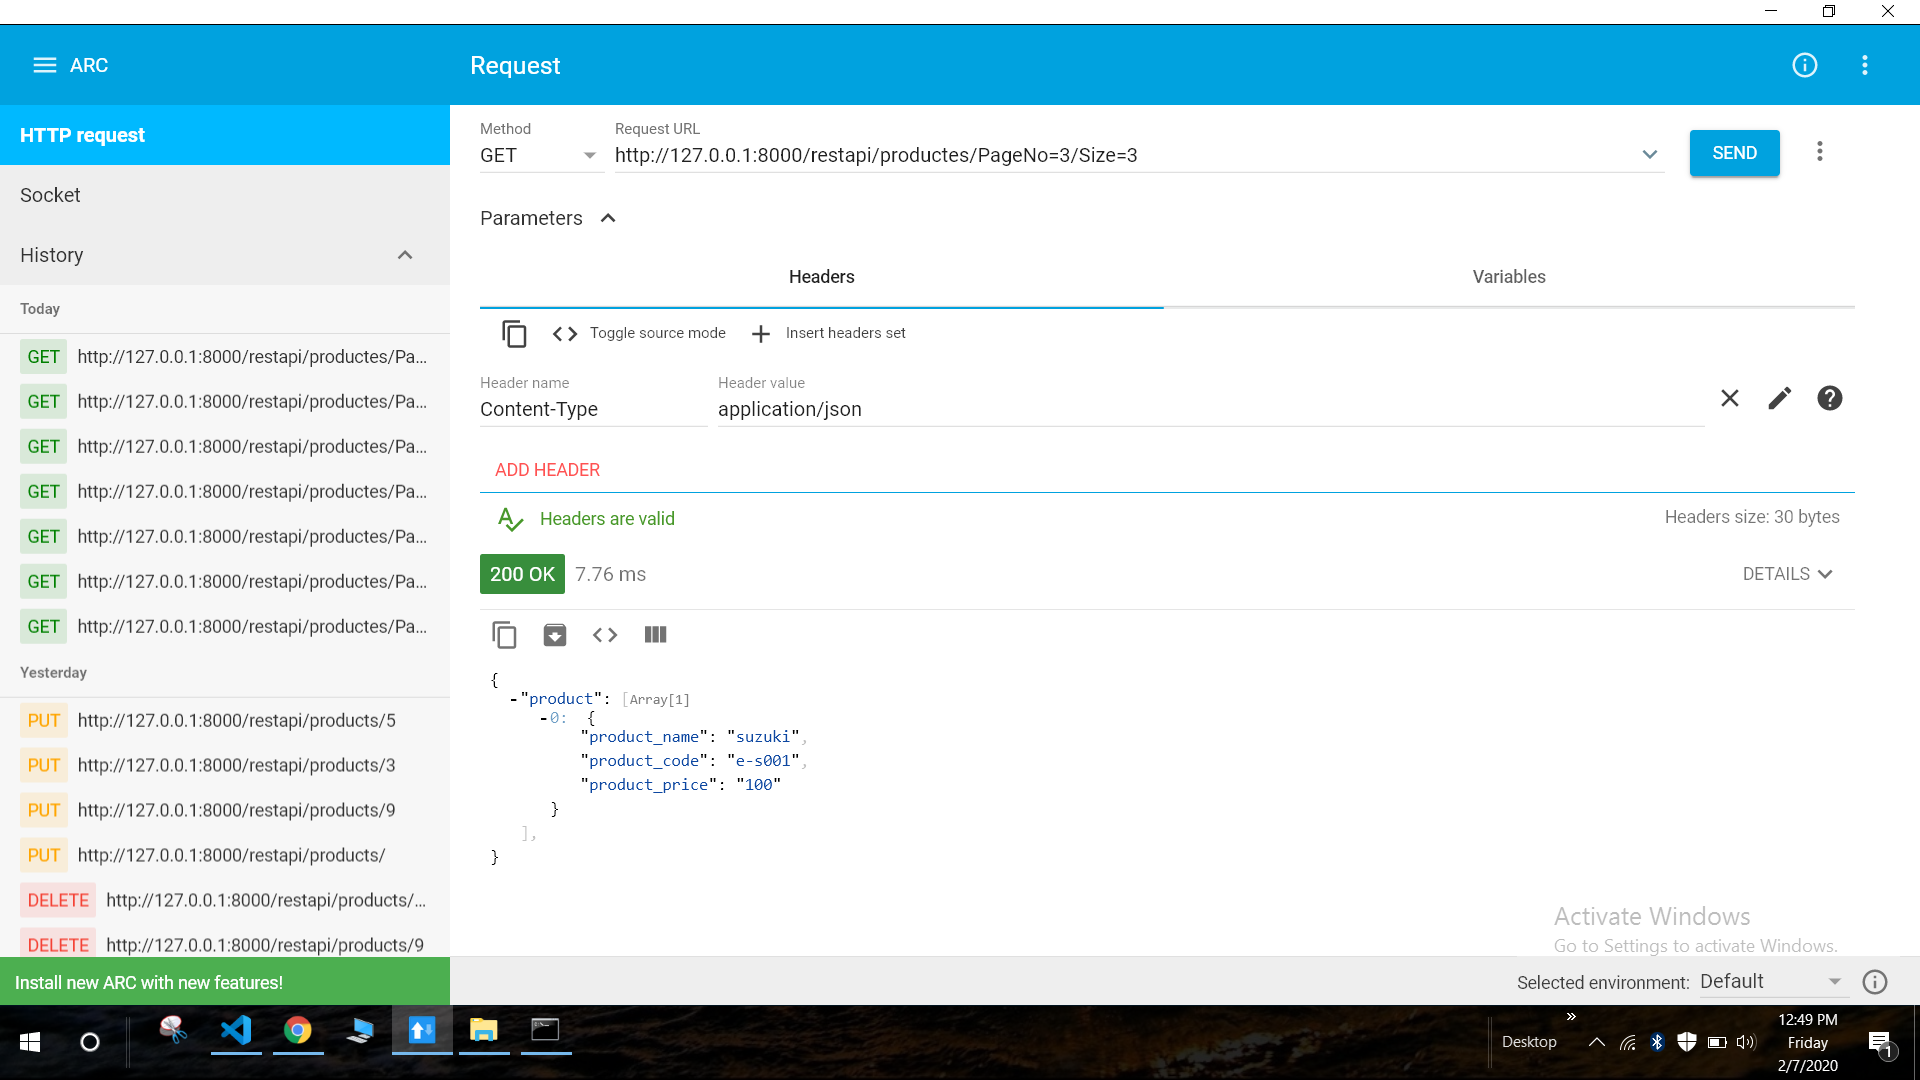 ARC
Request
HTTP request
Socket
History
Today
GET http://127.0.0.1:8000/restapi/productes/Pa...
GET http://127.0.0.1:8000/restapi/productes/Pa...
GET http://127.0.0.1:8000/restapi/productes/Pa...
GET http://127.0.0.1:8000/restapi/productes/Pa...
GET http://127.0.0.1:8000/restapi/productes/Pa...
GET http://127.0.0.1:8000/restapi/productes/Pa...
GET http://127.0.0.1:8000/restapi/productes/Pa...
Yesterday
PUT http://127.0.0.1:8000/restapi/products/5
PUT http://127.0.0.1:8000/restapi/products/3
PUT http://127.0.0.1:8000/restapi/products/9
PUT http://127.0.0.1:8000/restapi/products/
DELETE http://127.0.0.1:8000/restapi/products/...
DELETE http://127.0.0.1:8000/restapi/products/9
Install new ARC with new features!
Method
GET
Request URL
http://127.0.0.1:8000/restapi/productes/PageNo=3/Size=3
SEND
Parameters
Headers
Variables
Toggle source mode
Insert headers set
Header name
Content-Type
Header value
application/json
ADD HEADER
Headers are valid
Headers size: 30 bytes
200 OK 7.76 ms
DETAILS
{
-"product": [Array[1]
-0: {
"product_name": "suzuki",
"product_code": "e-s001",
"product_price": "100"
}
],
}
Activate Windows
Go to Settings to activate Windows.
Selected environment: Default
Desktop
12:49 PM
Friday
2/7/2020
1